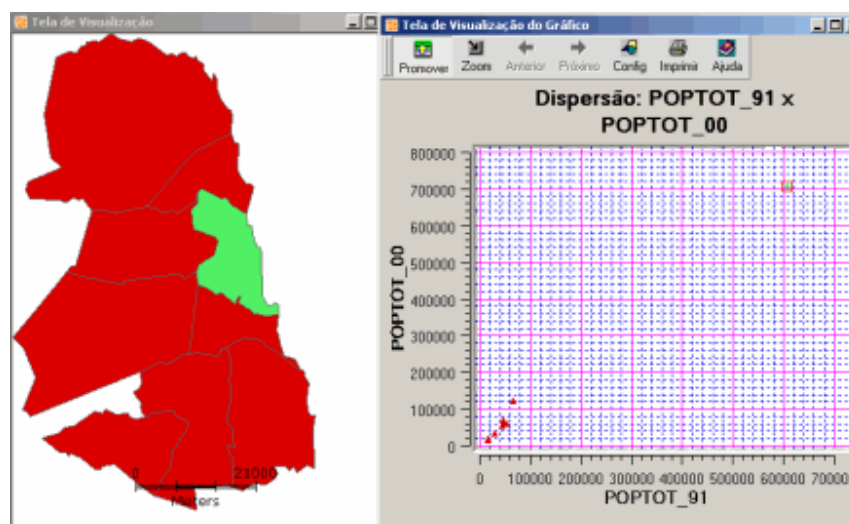 Tela de Visualização
0 21000
Meters
Tela de Visualização do Gráfico
Promover Zoom Anterior Próximo Config Imprimir Ajuda
Dispersão: POPTOT_91 x
POPTOT_00
800000
700000
600000
500000
400000
300000
200000
100000
0
POPTOT_00
0 100000 200000 300000 400000 500000 600000 70000
POPTOT_91